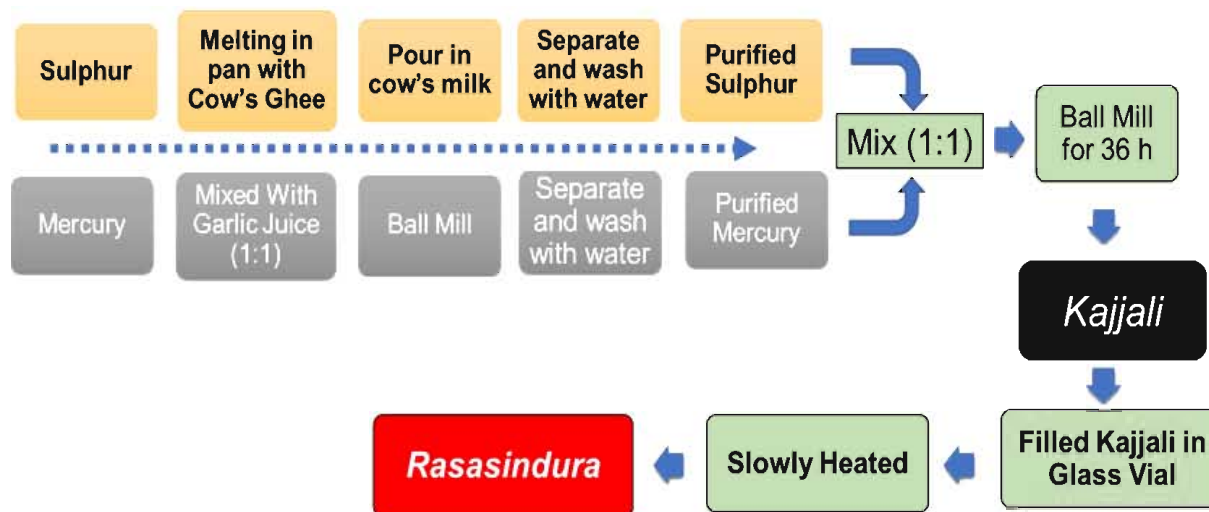 Sulphur
Melting in
pan with
Cow's Ghee
Pour in
cow's milk
Separate
and wash
with water
Purified
Sulphur
Mercury
Mixed With
Garlic Juice
(1:1)
Ball Mill
Separate
and wash
with water
Purified
Mercury
Mix (1:1)
Ball Mill
for 36 h
Kajjali
Filled Kajjali in
Glass Vial
Slowly Heated
Rasasindura